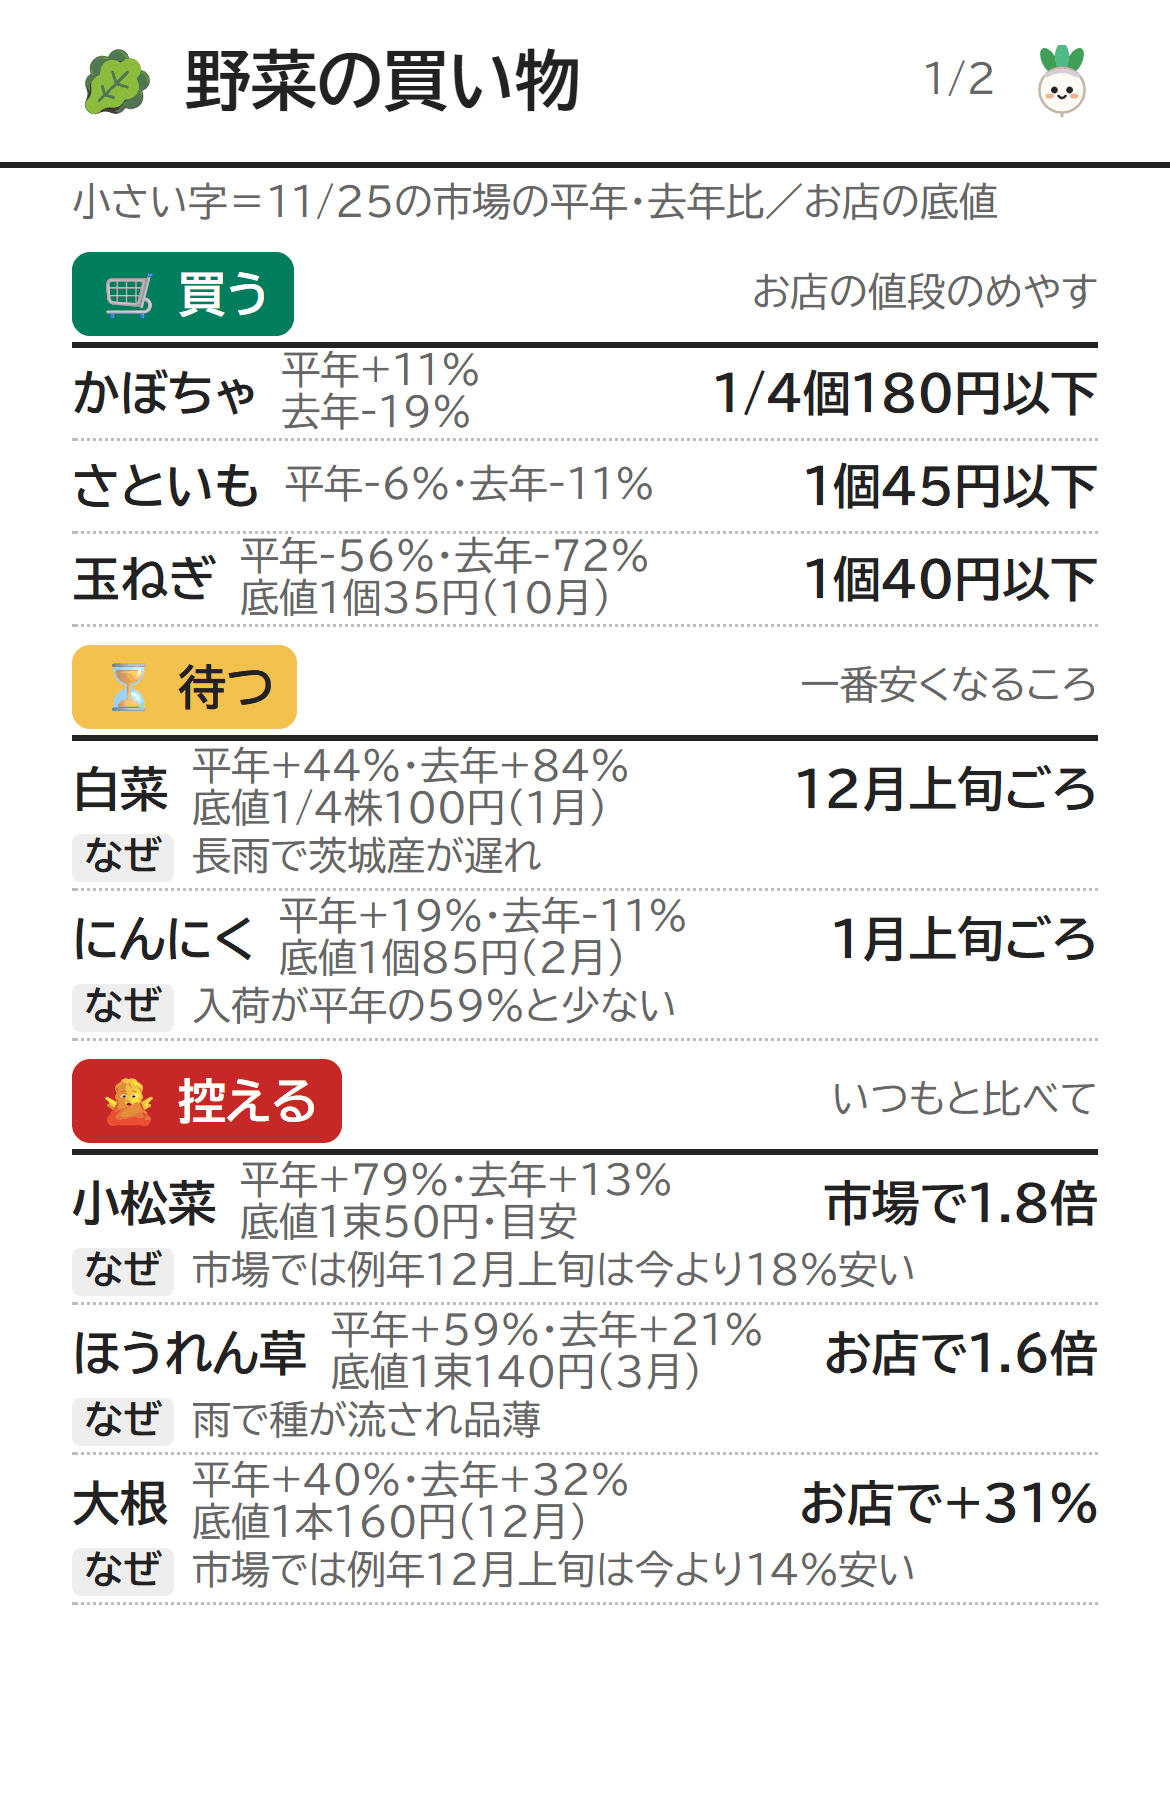 野菜の買い物
1/2
小さい字＝11/25の市場の平年・去年比／お店の底値
買う
お店の値段のめやす
かぼちゃ
平年+11%
去年-19%
1/4個180円以下
さといも
平年-6%・去年-11%
1個45円以下
玉ねぎ
平年-56%・去年-72%
底値1個35円(10月)
1個40円以下
待つ
一番安くなるころ
白菜
平年+44%・去年+84%
底値1/4株100円(1月)
12月上旬ごろ
なぜ 長雨で茨城産が遅れ
にんにく
平年+19%・去年-11%
底値1個85円(2月)
1月上旬ごろ
なぜ 入荷が平年の59%と少ない
控える
いつもと比べて
小松菜
平年+79%・去年+13%
底値1束50円・目安
市場で1.8倍
なぜ 市場では例年12月上旬は今より18%安い
ほうれん草
平年+59%・去年+21%
底値1束140円(3月)
お店で1.6倍
なぜ 雨で種が流され品薄
大根
平年+40%・去年+32%
底値1本160円(12月)
お店で+31%
なぜ 市場では例年12月上旬は今より14%安い